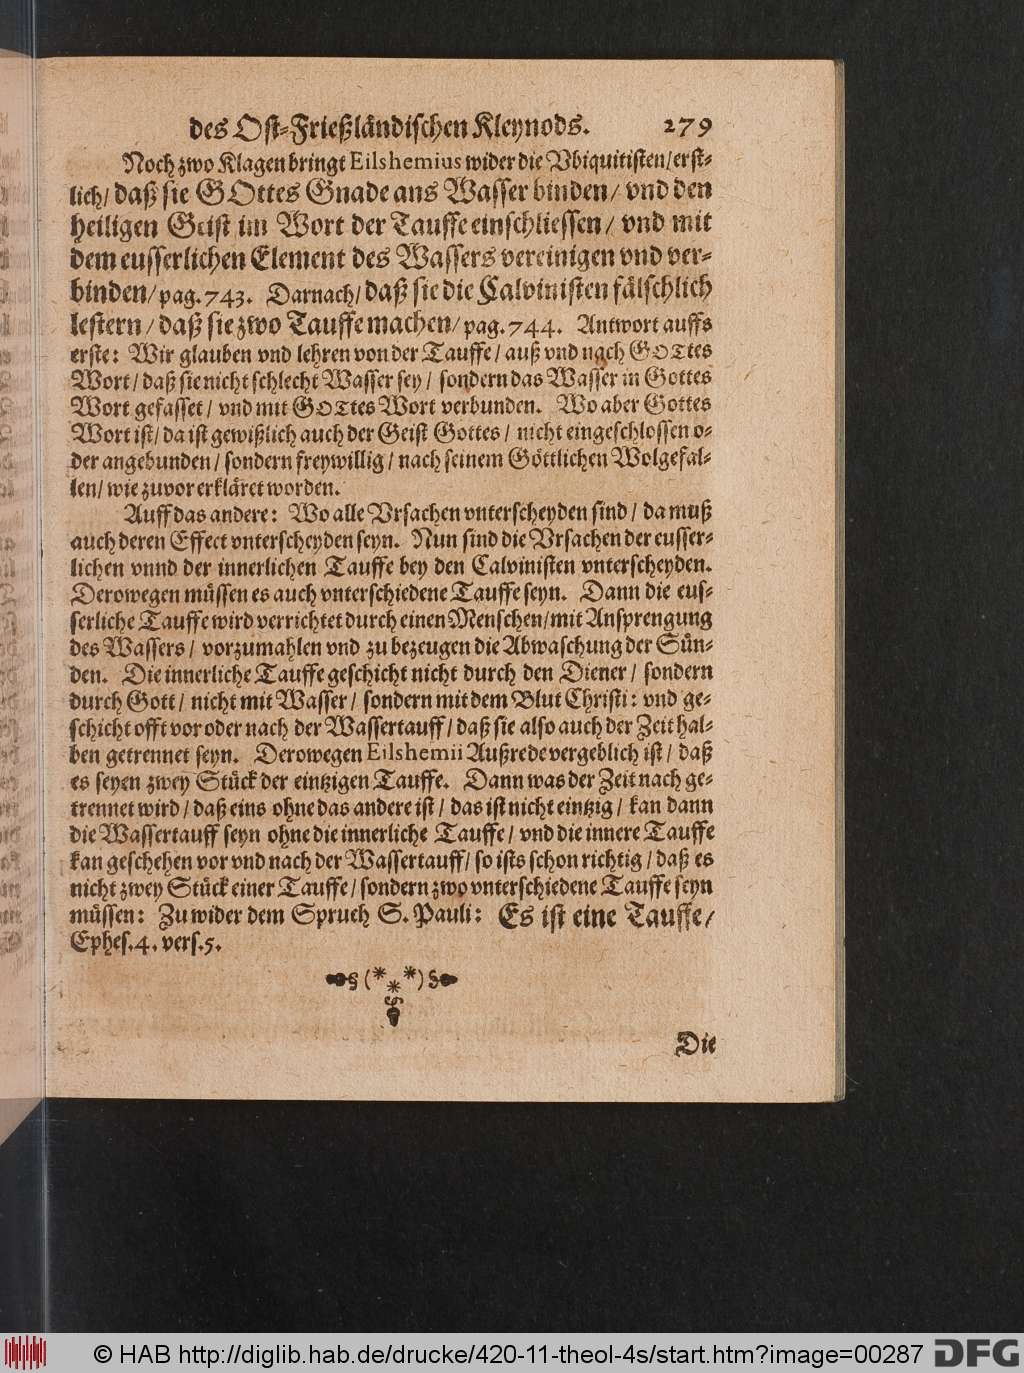 des Ost-Frießländischen Kleynods. 279
Noch zwo Klagen bringt Eilshemius wider die Vbiquitisten/ erst-
lich/ daß sie GOttes Gnade ans Wasser binden/ vnd den
heiligen Geist im Wort der Tauffe einschliessen/ vnd mit
dem eusserlichen Element des Wassers vereinigen vnd ver-
binden/ pag. 743. Darnach/ daß sie die Calvinisten fälschlich
lestern/ daß sie zwo Tauffe machen/ pag. 744. Antwort auffs
erste: Wir glauben vnd lehren von der Tauffe/ auß vnd nach GOTtes
Wort/ daß sie nicht schlecht Wasser sey/ sondern das Wasser in Gottes
Wort gefasset/ vnd mit GOTtes Wort verbunden. Wo aber Gottes
Wort ist/ da ist gewißlich auch der Geist Gottes/ nicht eingeschlossen o-
der angebunden/ sondern freywillig/ nach seinem Göttlichen Wolgefal-
len/ wie zuvor erkläret worden.
Auff das andere: Wo alle Vrsachen vnterscheyden sind/ da muß
auch deren Effect vnterscheyden seyn. Nun sind die Vrsachen der eusser-
lichen vnnd der innerlichen Tauffe bey den Calvinisten vnterscheyden.
Derowegen müssen es auch vnterschiedene Tauffe seyn. Dann die eus-
serliche Tauffe wird verrichtet durch einen Menschen/ mit Ansprengung
des Wassers/ vorzumahlen vnd zu bezeugen die Abwaschung der Sün-
den. Die innerliche Tauffe geschicht nicht durch den Diener/ sondern
durch Gott/ nicht mit Wasser/ sondern mit dem Blut Christi: vnd ge-
schicht offt vor oder nach der Wassertauff/ daß sie also auch der Zeit hal-
ben getrennet seyn. Derowegen Eilshemii Außrede vergeblich ist/ daß
es seyen zwey Stück der eintzigen Tauffe. Dann was der Zeit nach ge-
trennet wird/ daß eins ohne das andere ist/ das ist nicht eintzig/ kan dann
die Wassertauff seyn ohne die innerliche Tauffe/ vnd die innere Tauffe
kan geschehen vor vnd nach der Wassertauff/ so ists schon richtig/ daß es
nicht zwey Stück einer Tauffe/ sondern zwo vnterschiedene Tauffe seyn
müssen: Zu wider dem Spruch S. Pauli: Es ist eine Tauffe/
Ephes. 4. vers. 5.
Die
© HAB http://diglib.hab.de/drucke/420-11-theol-4s/start.htm?image=00287 DFG